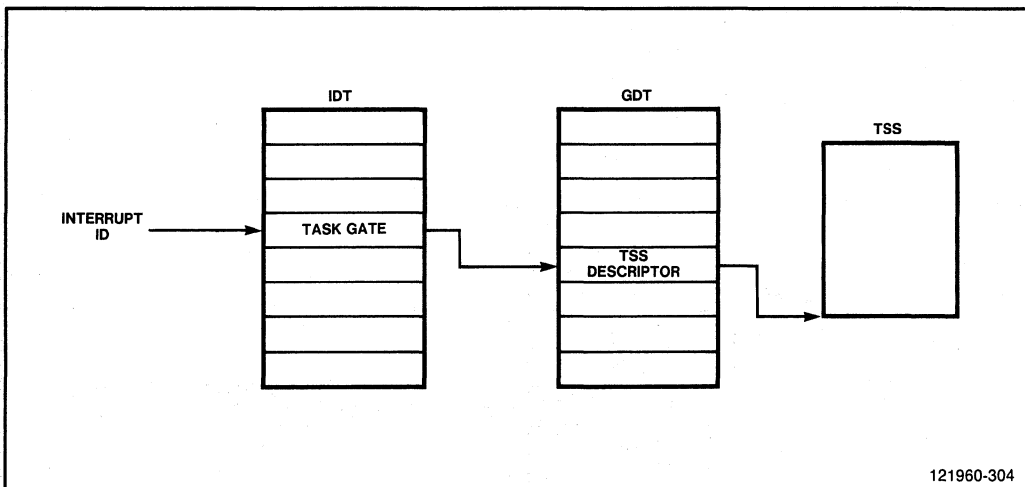 IDT
GDT
TSS
INTERRUPT
ID
TASK GATE
TSS
DESCRIPTOR
121960-304